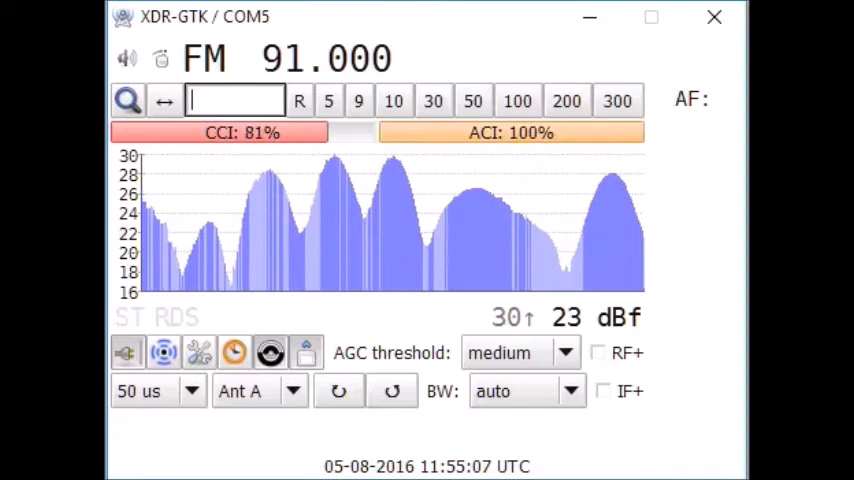 XDR-GTK / COM5
FM 91.000
R 5 9 10 30 50 100 200 300 AF:
CCI: 81% ACI: 100%
30
28
26
24
22
20
18
16
ST RDS 30↑ 23 dBf
AGC threshold: medium RF+
50 us Ant A ↻ ↺ BW: auto IF+
05-08-2016 11:55:07 UTC